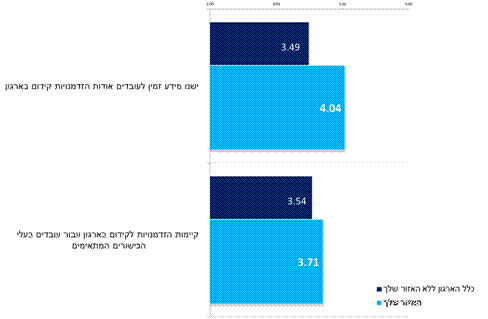 3.49
ישנו מידע זמין לעובדים אודות הזדמנויות קידום בארגון
4.04
3.54
קיימות הזדמנויות לקידום בארגון עבור עובדים בעלי
הכישורים המתאימים
3.71
כלל הארגון ללא האזור שלך
האזור שלך